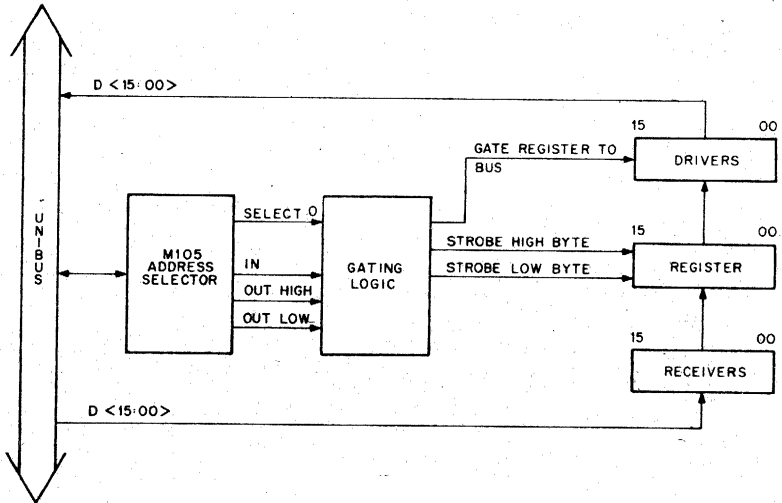 D <15:00>
15 00
GATE REGISTER TO
BUS
DRIVERS
UNIBUS
SELECT 0
M105
ADDRESS
SELECTOR
IN
OUT HIGH
OUT LOW
GATING
LOGIC
15 00
STROBE HIGH BYTE
STROBE LOW BYTE
REGISTER
15 00
RECEIVERS
D <15:00>